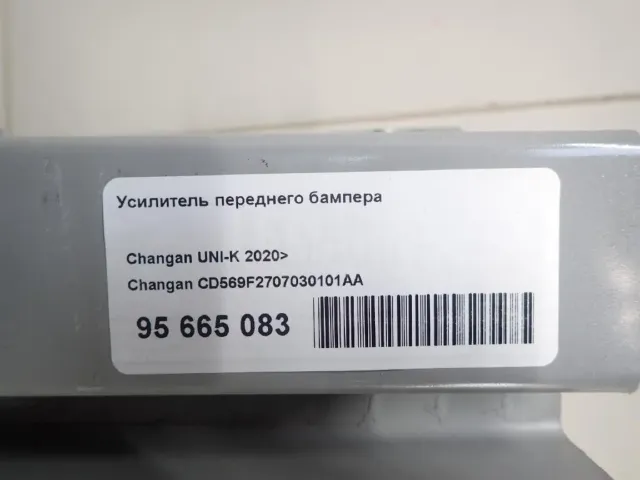 Усилитель переднего бампера
Changan UNI-K 2020>
Changan CD569F2707030101AA
95 665 083